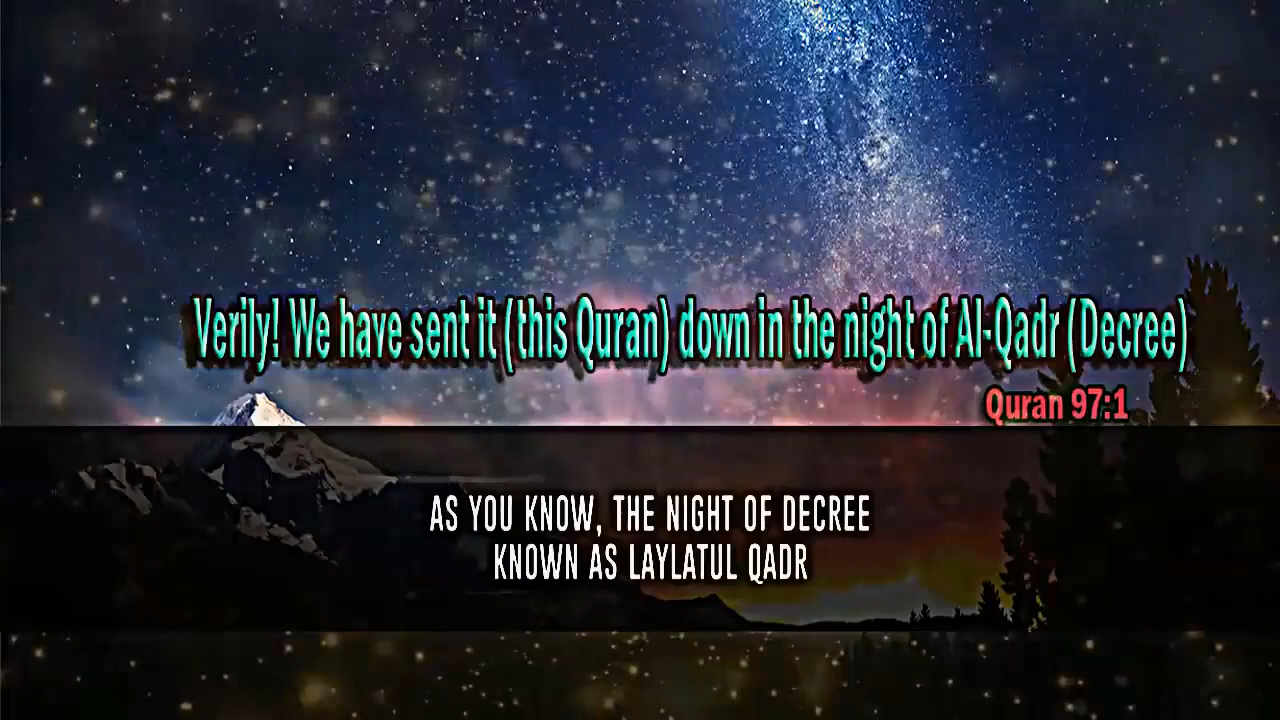 Verily! We have sent it (this Quran) down in the night of Al-Qadr (Decree)
Quran 97:1
AS YOU KNOW, THE NIGHT OF DECREE
KNOWN AS LAYLATUL QADR